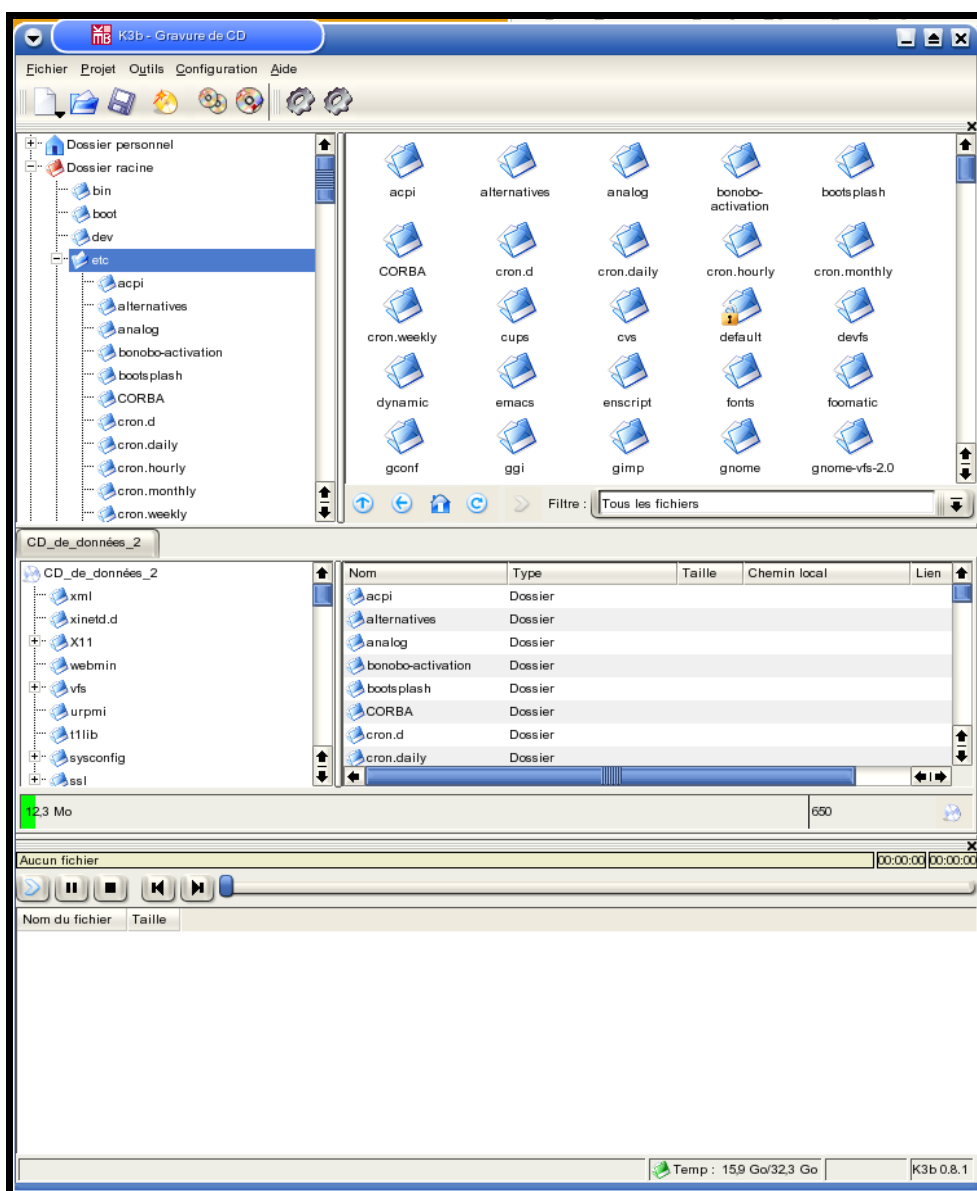 K3b - Gravure de CD
Fichier Projet Outils Configuration Aide
Dossier personnel
Dossier racine
bin
boot
dev
etc
acpi
alternatives
analog
bonobo-activation
bootsplash
CORBA
cron.d
cron.daily
cron.hourly
cron.monthly
cron.weekly
acpi alternatives analog bonobo-activation bootsplash
CORBA cron.d cron.daily cron.hourly cron.monthly
cron.weekly cups cvs default devfs
dynamic emacs enscript fonts foomatic
gconf ggi gimp gnome gnome-vfs-2.0
Filtre : Tous les fichiers
CD_de_données_2
CD_de_données_2
xml
xinetd.d
X11
webmin
vfs
urpmi
t1lib
sysconfig
ssl
Nom Type Taille Chemin local Lien
acpi Dossier
alternatives Dossier
analog Dossier
bonobo-activation Dossier
bootsplash Dossier
CORBA Dossier
cron.d Dossier
cron.daily Dossier
12,3 Mo 650
Aucun fichier 00:00:00 00:00:00
Nom du fichier Taille
Temp : 15,9 Go/32,3 Go K3b 0.8.1